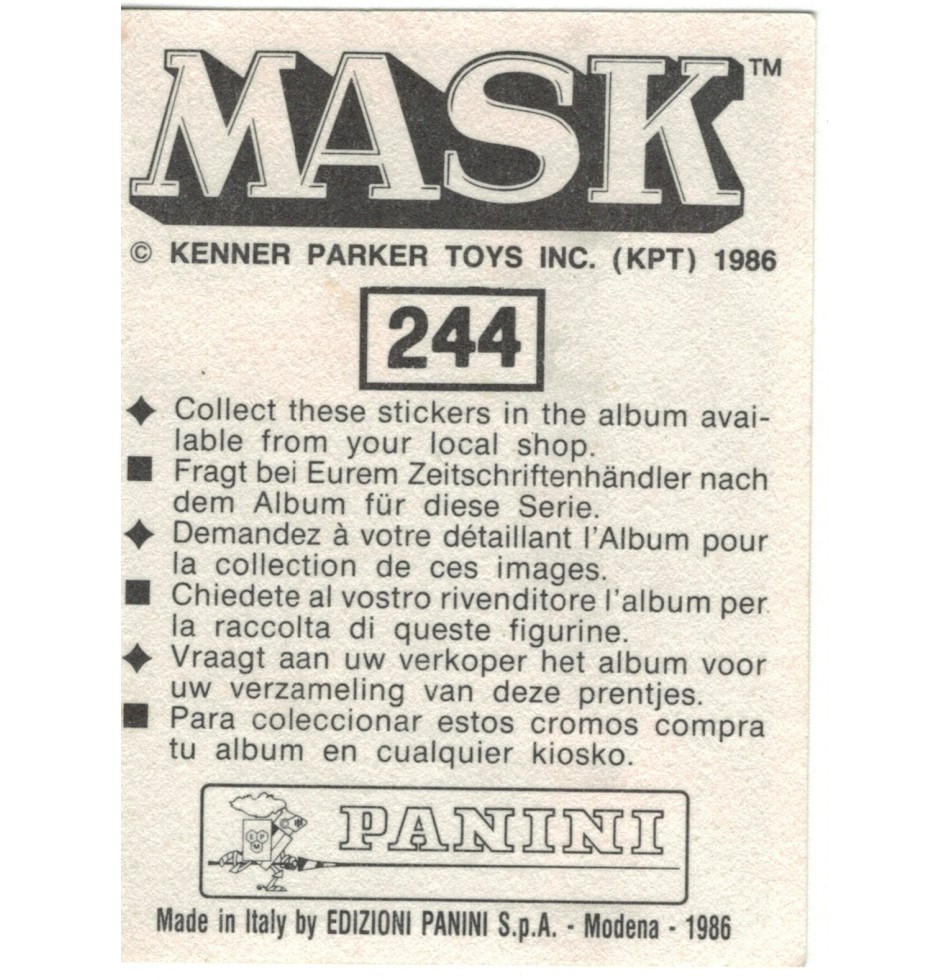 MASK™
© KENNER PARKER TOYS INC. (KPT) 1986
244
◆ Collect these stickers in the album avai-
lable from your local shop.
■ Fragt bei Eurem Zeitschriftenhändler nach
dem Album für diese Serie.
◆ Demandez à votre détaillant l'Album pour
la collection de ces images.
■ Chiedete al vostro rivenditore l'album per
la raccolta di queste figurine.
◆ Vraagt aan uw verkoper het album voor
uw verzameling van deze prentjes.
■ Para coleccionar estos cromos compra
tu album en cualquier kiosko.
EPM
PANINI
Made in Italy by EDIZIONI PANINI S.p.A. - Modena - 1986